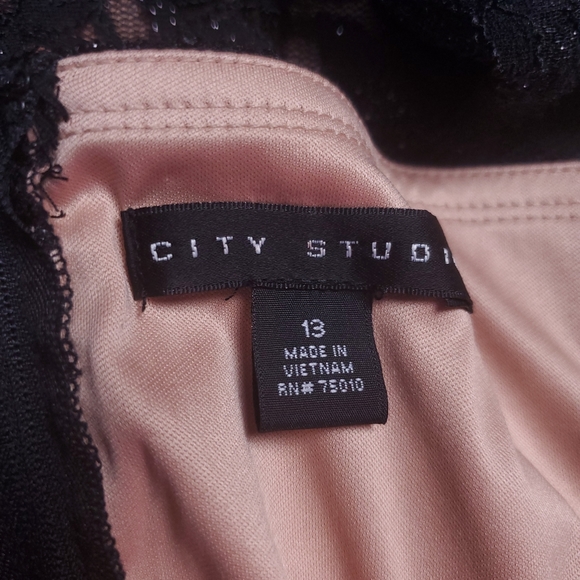 CITY STUDI
13
MADE IN
VIETNAM
RN# 75010